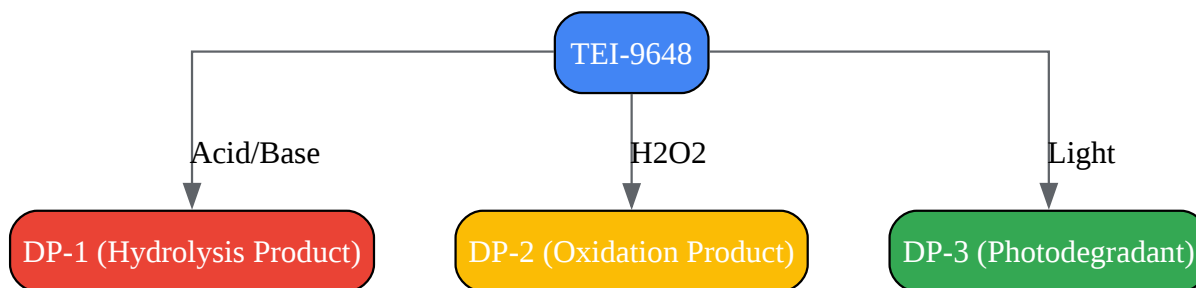 TEI-9648
Acid/Base
H2O2
Light
DP-1 (Hydrolysis Product)
DP-2 (Oxidation Product)
DP-3 (Photodegradant)